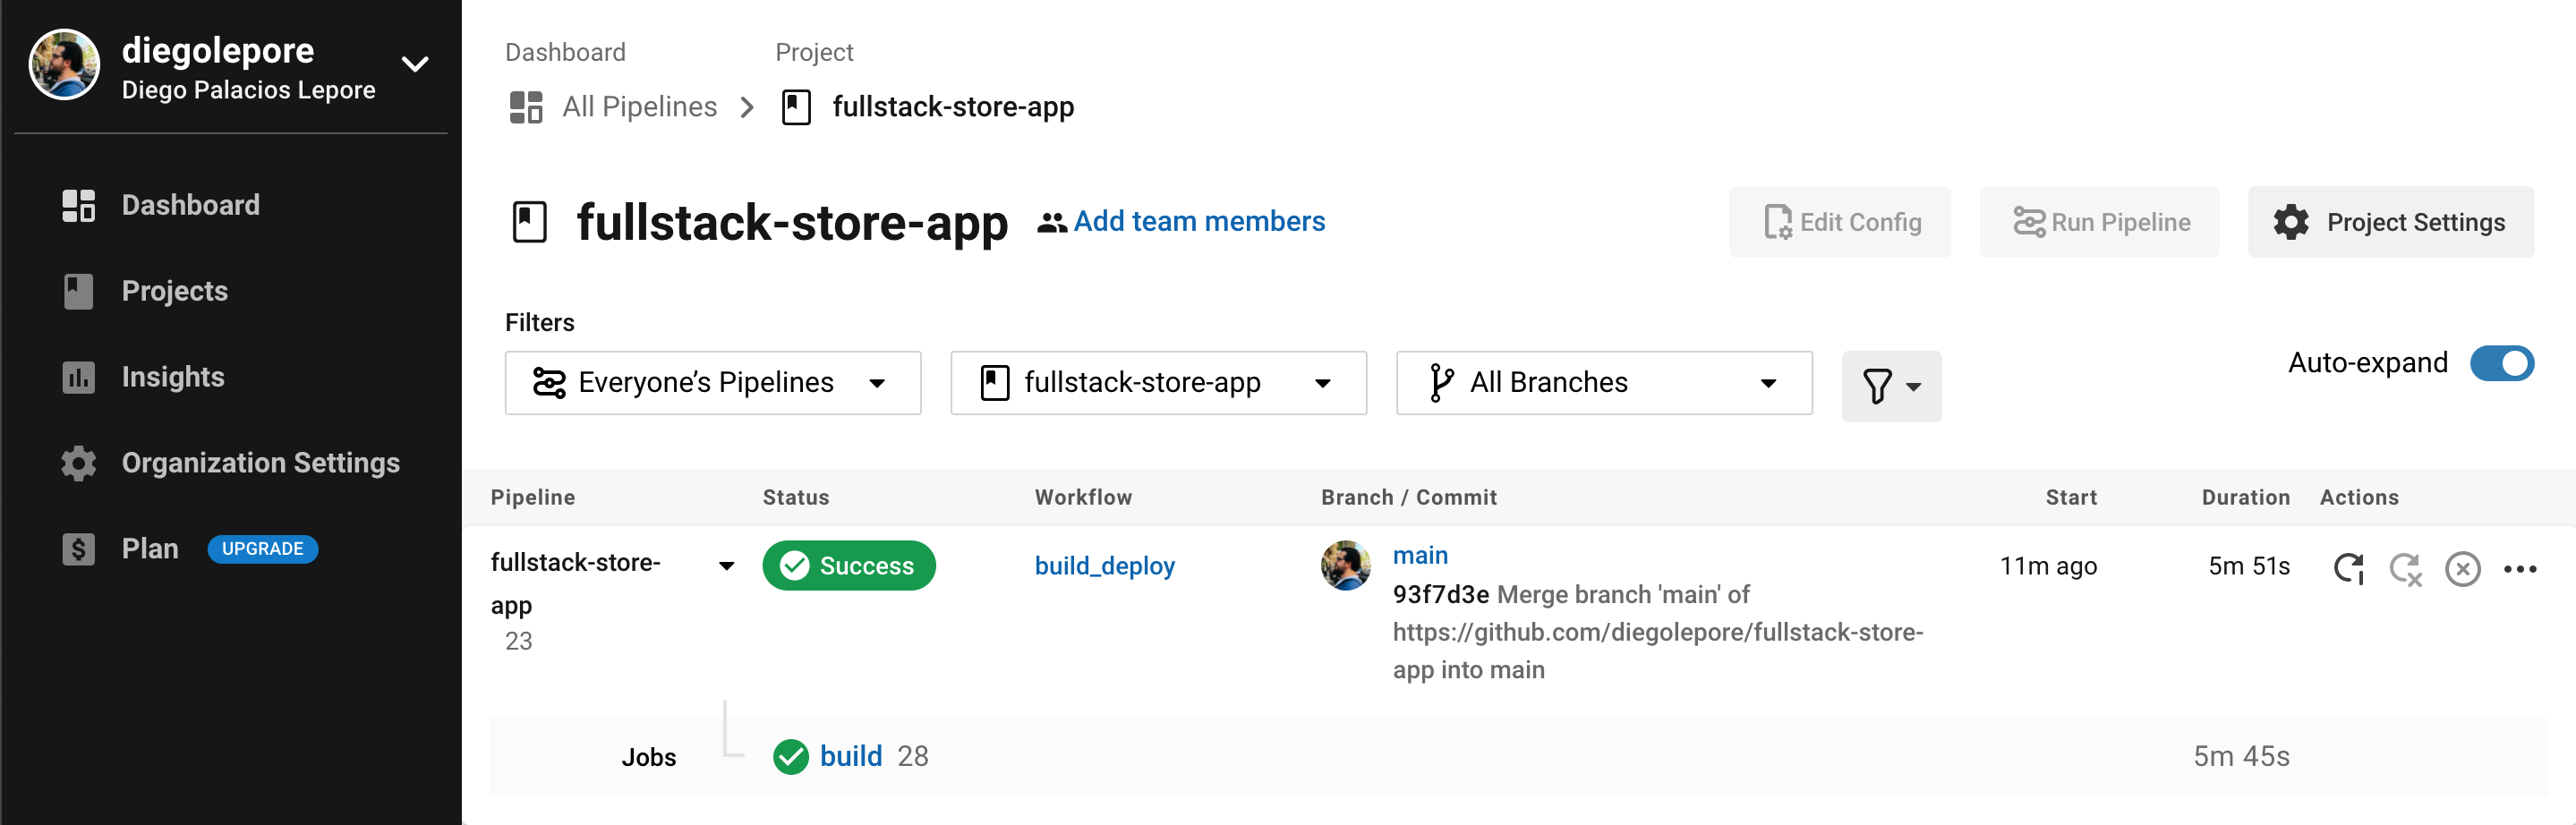 diegolepore
Diego Palacios Lepore
Dashboard
Projects
Insights
Organization Settings
Plan UPGRADE
Dashboard Project
All Pipelines fullstack-store-app
fullstack-store-app Add team members
Edit Config Run Pipeline Project Settings
Filters
Everyone’s Pipelines fullstack-store-app All Branches
Auto-expand
Pipeline Status Workflow Branch / Commit Start Duration Actions
fullstack-store-
app
23
Success
build_deploy
main
93f7d3e Merge branch 'main' of
https://github.com/diegolepore/fullstack-store-
app into main
11m ago
5m 51s
Jobs build 28 5m 45s